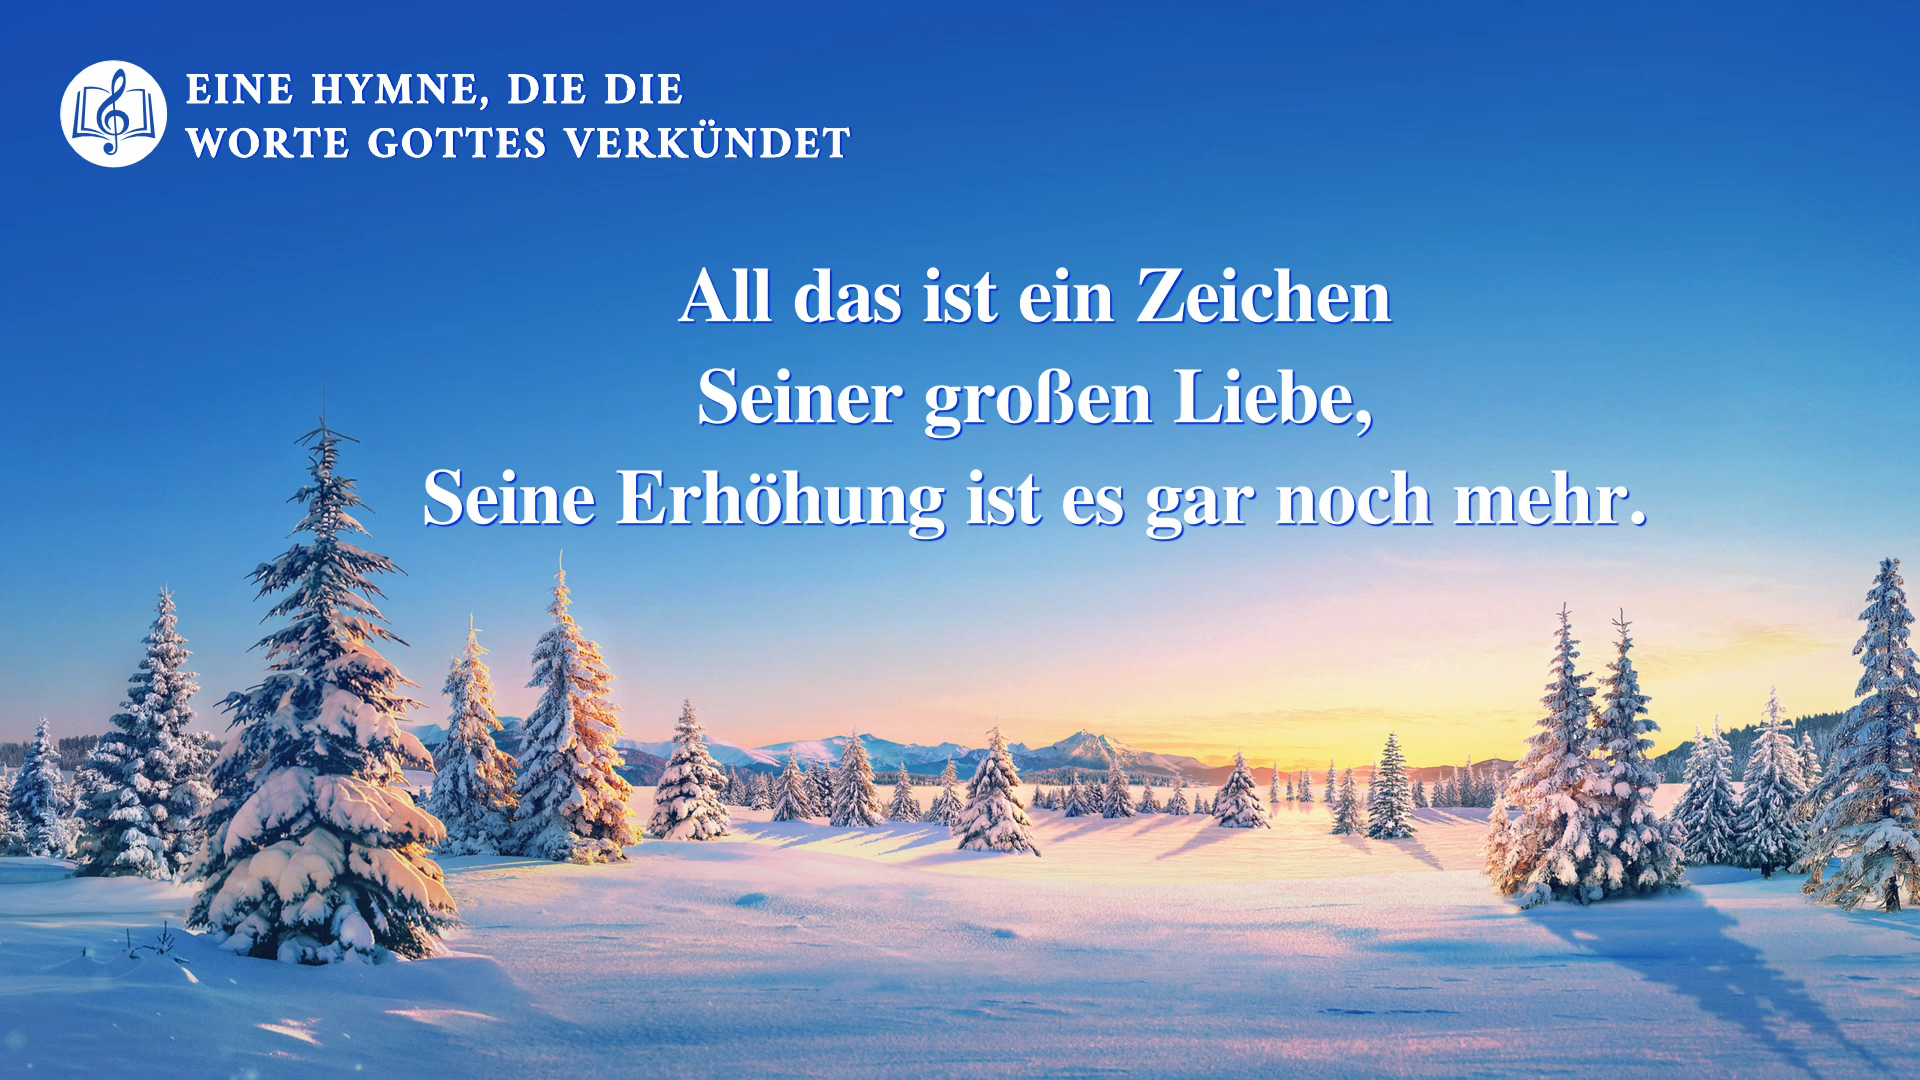 EINE HYMNE, DIE DIE
WORTE GOTTES VERKÜNDET
All das ist ein Zeichen
Seiner großen Liebe,
Seine Erhöhung ist es gar noch mehr.